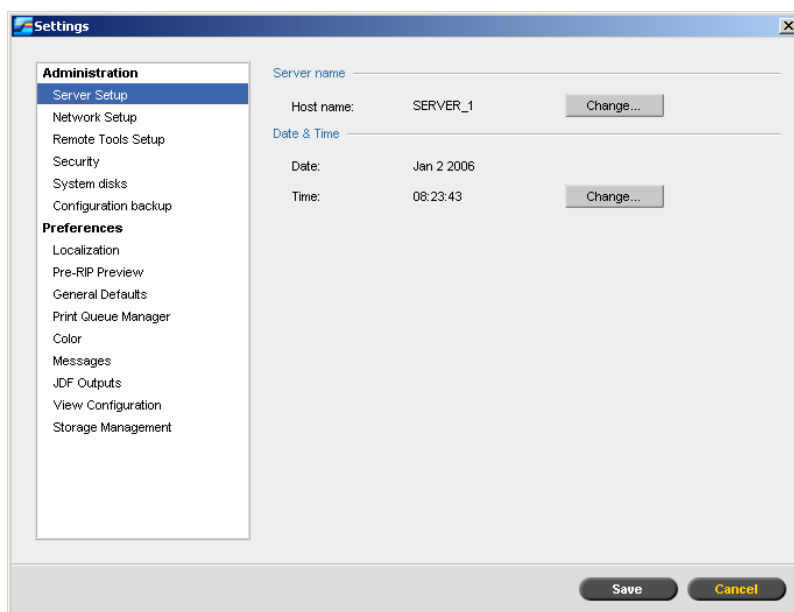 Settings
Administration
Server Setup
Network Setup
Remote Tools Setup
Security
System disks
Configuration backup
Preferences
Localization
Pre-RIP Preview
General Defaults
Print Queue Manager
Color
Messages
JDF Outputs
View Configuration
Storage Management
Server name
Host name: SERVER_1 Change...
Date & Time
Date: Jan 2 2006
Time: 08:23:43 Change...
Save Cancel